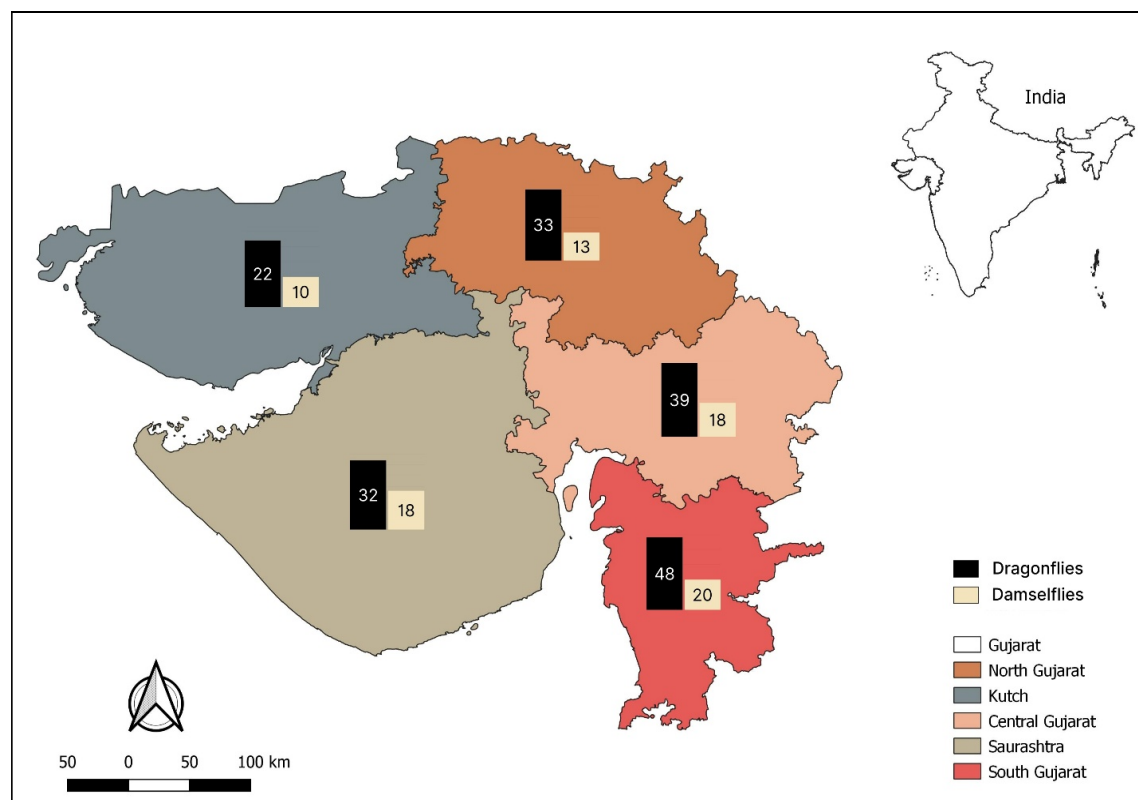 India
33
13
22
10
39
18
32
18
48
20
Dragonflies
Damselflies
Gujarat
North Gujarat
Kutch
Central Gujarat
Saurashtra
South Gujarat
50 0 50 100 km